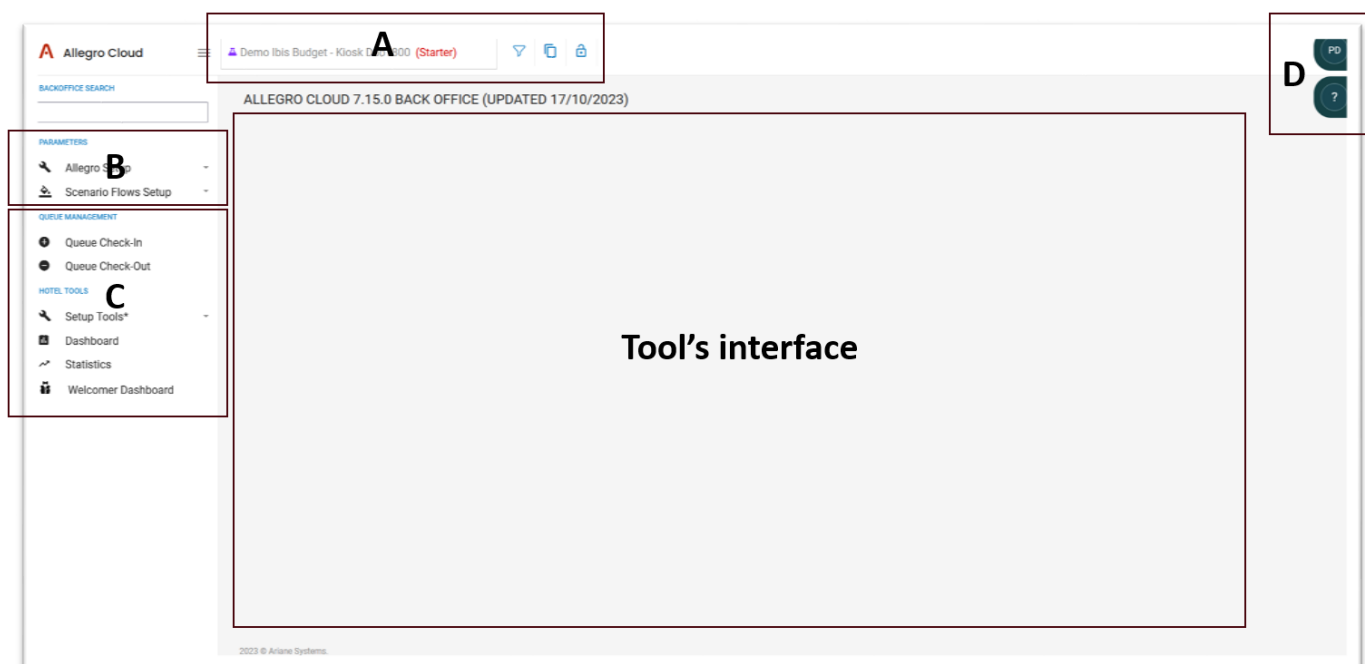 A
Allegro Cloud
Demo Ibis Budget - Kiosk D 800 (Starter)
PD
D
?
BACKOFFICE SEARCH
ALLEGRO CLOUD 7.15.0 BACK OFFICE (UPDATED 17/10/2023)
PARAMETERS
B
Allegro Setup
Scenario Flows Setup
QUEUE MANAGEMENT
Queue Check-In
Queue Check-Out
HOTEL TOOLS
C
Setup Tools*
Dashboard
Statistics
Welcomer Dashboard
Tool's interface
2023 © Ariane Systems.